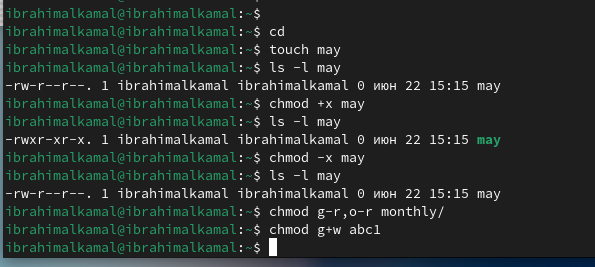 ibrahimalkamal@ibrahimalkamal:~$
ibrahimalkamal@ibrahimalkamal:~$ cd
ibrahimalkamal@ibrahimalkamal:~$ touch may
ibrahimalkamal@ibrahimalkamal:~$ ls -l may
-rw-r--r--. 1 ibrahimalkamal ibrahimalkamal 0 июн 22 15:15 may
ibrahimalkamal@ibrahimalkamal:~$ chmod +x may
ibrahimalkamal@ibrahimalkamal:~$ ls -l may
-rwxr-xr-x. 1 ibrahimalkamal ibrahimalkamal 0 июн 22 15:15 may
ibrahimalkamal@ibrahimalkamal:~$ chmod -x may
ibrahimalkamal@ibrahimalkamal:~$ ls -l may
-rw-r--r--. 1 ibrahimalkamal ibrahimalkamal 0 июн 22 15:15 may
ibrahimalkamal@ibrahimalkamal:~$ chmod g-r,o-r monthly/
ibrahimalkamal@ibrahimalkamal:~$ chmod g+w abc1
ibrahimalkamal@ibrahimalkamal:~$